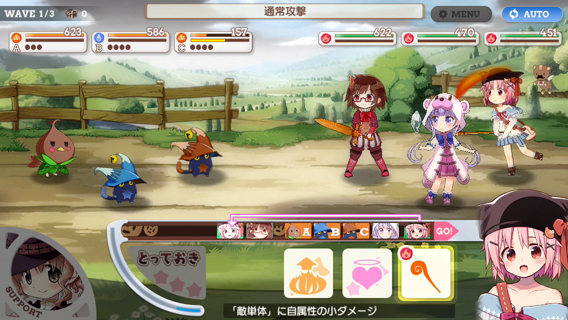 WAVE 1/3 0
通常攻撃
MENU
AUTO
623
586
157
A
B
C
622
470
451
A B C GO!
とっておき
SUPPORT
「敵単体」に自属性の小ダメージ